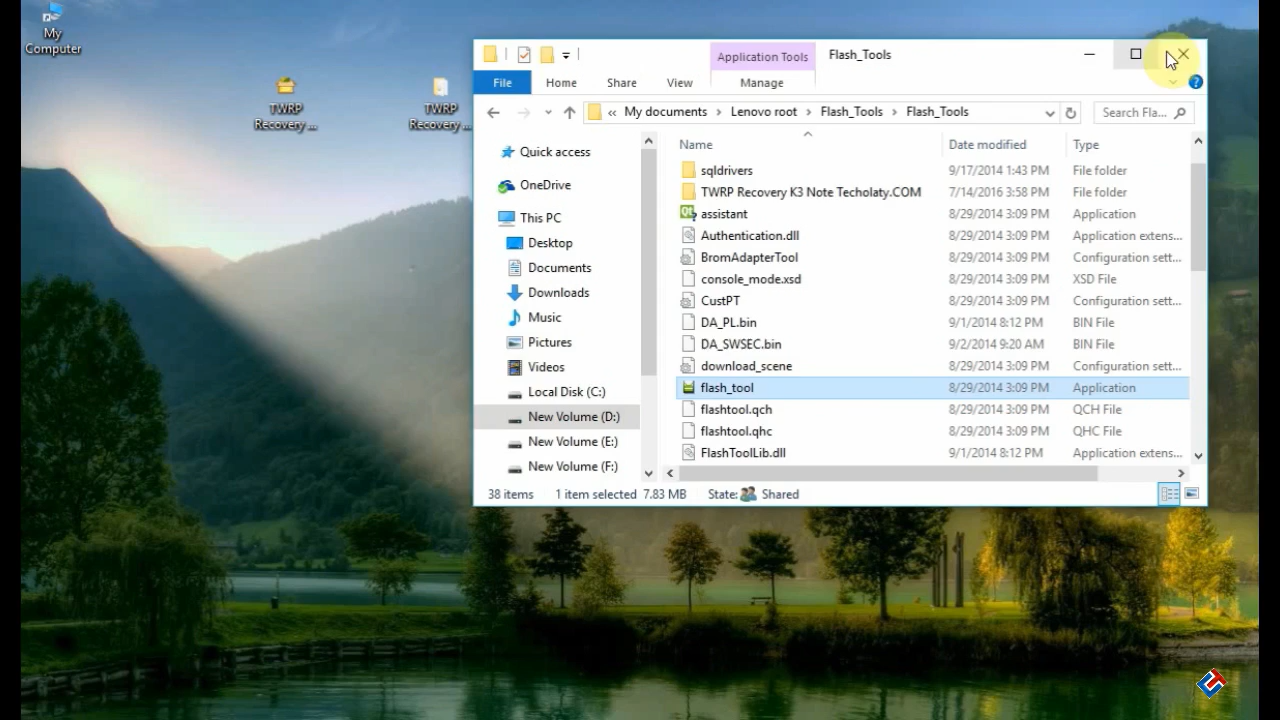 My
Computer
TWRP
Recovery ...
TWRP
Recovery ...
Application Tools
Flash_Tools
File
Home
Share
View
Manage
« My documents > Lenovo root > Flash_Tools > Flash_Tools
Search Fla...
Quick access
OneDrive
This PC
Desktop
Documents
Downloads
Music
Pictures
Videos
Local Disk (C:)
New Volume (D:)
New Volume (E:)
New Volume (F:)
Name Date modified Type
sqldrivers 9/17/2014 1:43 PM File folder
TWRP Recovery K3 Note Techolaty.COM 7/14/2016 3:58 PM File folder
assistant 8/29/2014 3:09 PM Application
Authentication.dll 8/29/2014 3:09 PM Application extens...
BromAdapterTool 8/29/2014 3:09 PM Configuration sett...
console_mode.xsd 8/29/2014 3:09 PM XSD File
CustPT 8/29/2014 3:09 PM Configuration sett...
DA_PL.bin 9/1/2014 8:12 PM BIN File
DA_SWSEC.bin 9/2/2014 9:20 AM BIN File
download_scene 8/29/2014 3:09 PM Configuration sett...
flash_tool 8/29/2014 3:09 PM Application
flashtool.qch 8/29/2014 3:09 PM QCH File
flashtool.qhc 8/29/2014 3:09 PM QHC File
FlashToolLib.dll 9/1/2014 8:12 PM Application extens...
38 items 1 item selected 7.83 MB State: Shared